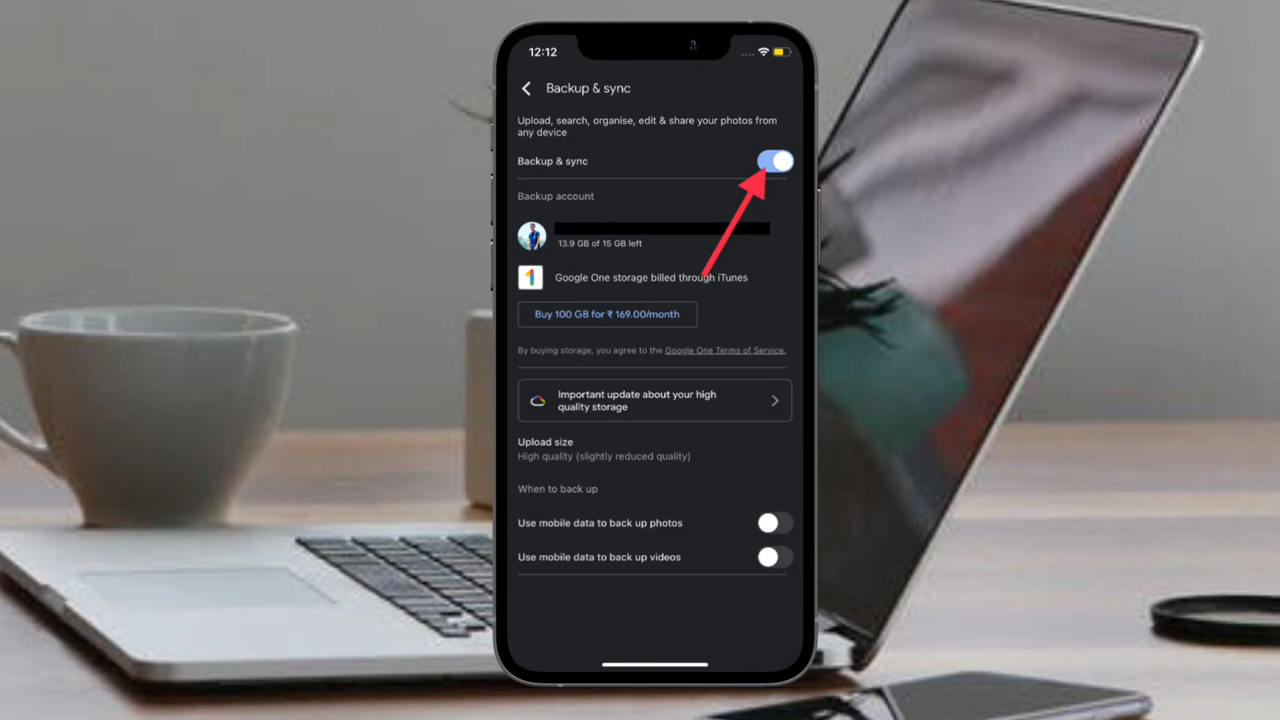 12:12
Backup & sync
Upload, search, organise, edit & share your photos from
any device
Backup & sync
Backup account
13.9 GB of 15 GB left
1
Google One storage billed through iTunes
Buy 100 GB for ₹ 169.00/month
By buying storage, you agree to the Google One Terms of Service.
Important update about your high
quality storage
Upload size
High quality (slightly reduced quality)
When to back up
Use mobile data to back up photos
Use mobile data to back up videos